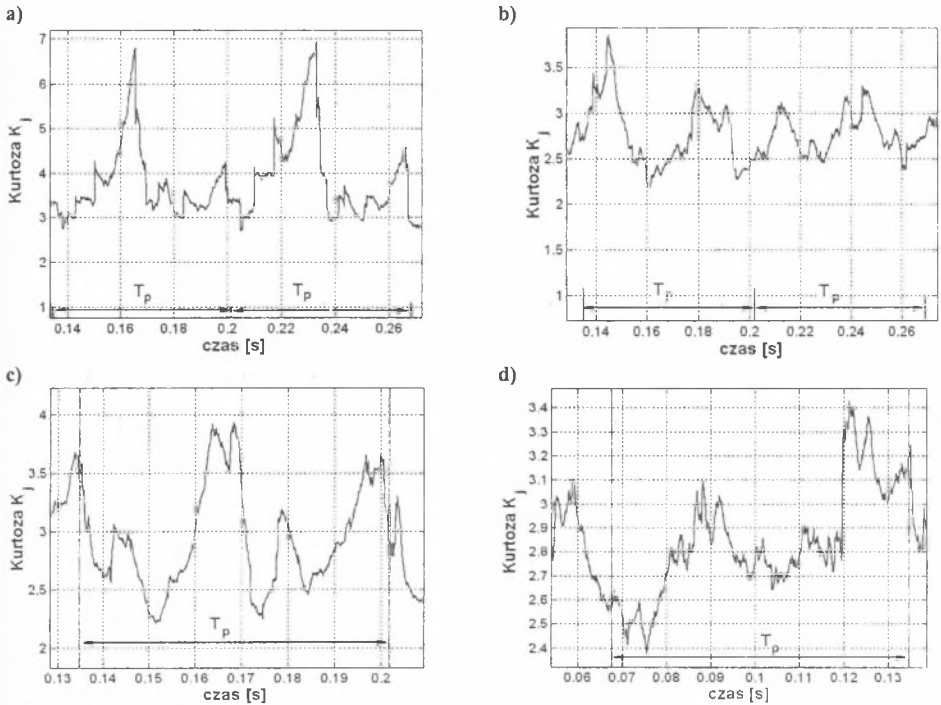 a)
Kurtoza K j
7
6
5
4
3
2
1
T p
T p
0.14 0.16 0.18 0.2 0.22 0.24 0.26
czas [s]
b)
Kurtoza K j
3.5
3
2.5
2
1.5
1
T p
T p
0.14 0.16 0.18 0.2 0.22 0.24 0.26
czas [s]
c)
Kurtoza K j
4
3.5
3
2.5
2
T p
0.13 0.14 0.15 0.16 0.17 0.18 0.19 0.2
czas [s]
d)
Kurtoza K j
3.4
3.3
3.2
3.1
3
2.9
2.8
2.7
2.6
2.5
2.4
T p
0.06 0.07 0.08 0.09 0.1 0.11 0.12 0.13
czas [s]